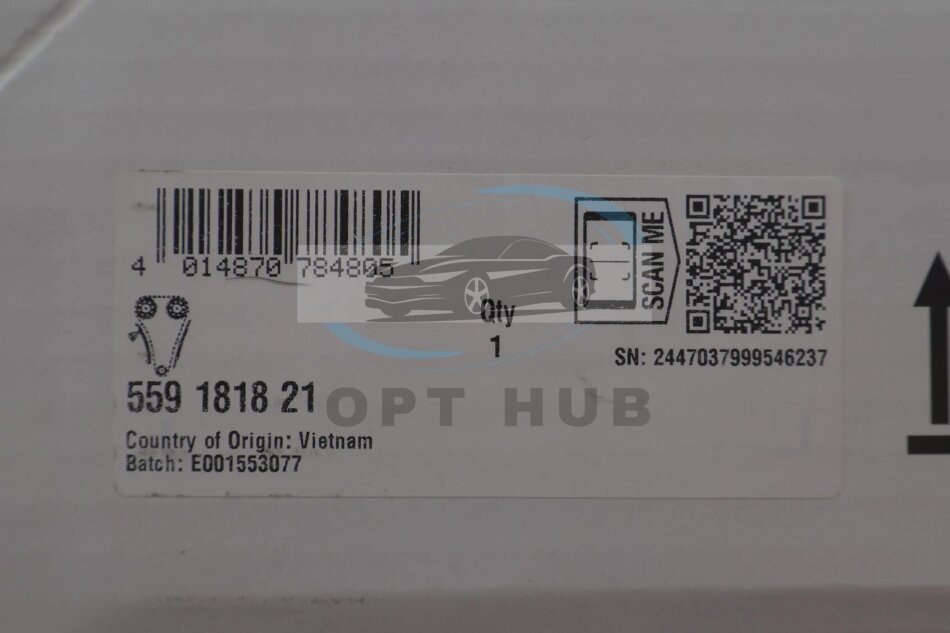 4 014870 784805
SCAN ME
Qty
1
SN: 2447037999546237
559 1818 21
OPT HUB
Country of Origin: Vietnam
Batch: E001553077